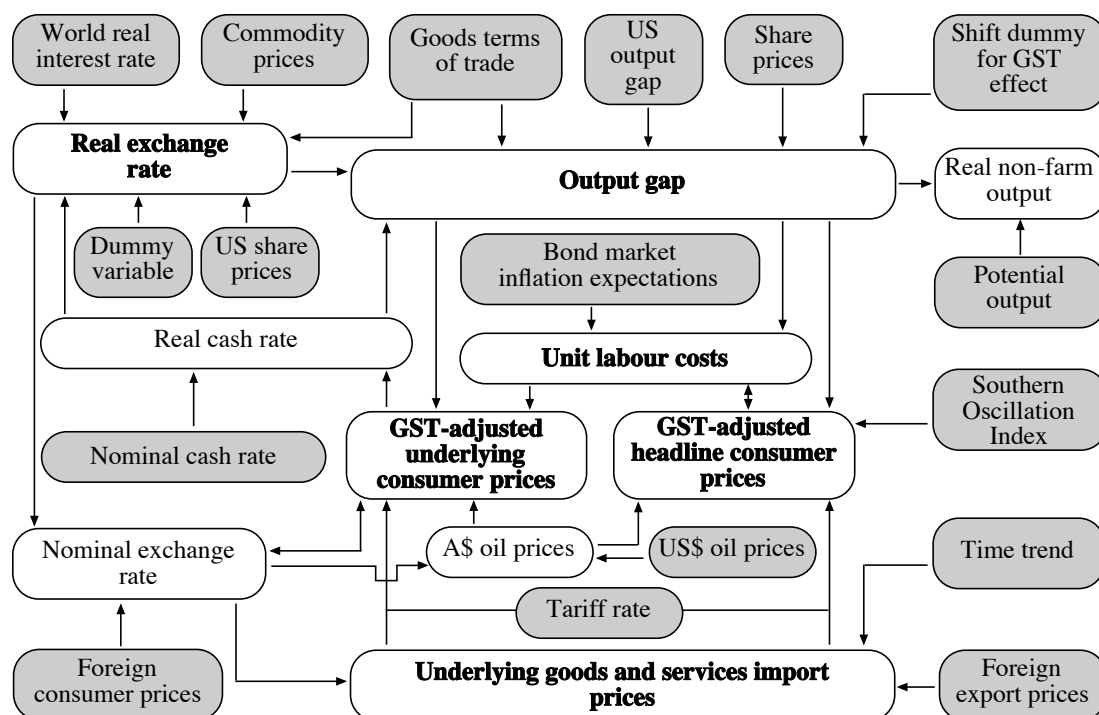 World real
interest rate
Commodity
prices
Goods terms
of trade
US
output
gap
Share
prices
Shift dummy
for GST
effect
Real exchange
rate
Output gap
Real non-farm
output
Dummy
variable
US share
prices
Bond market
inflation expectations
Potential
output
Real cash rate
Unit labour costs
Nominal cash rate
GST-adjusted
underlying
consumer prices
GST-adjusted
headline consumer
prices
Southern
Oscillation
Index
Nominal exchange
rate
A$ oil prices
US$ oil prices
Time trend
Tariff rate
Foreign
consumer prices
Underlying goods and services import
prices
Foreign
export prices